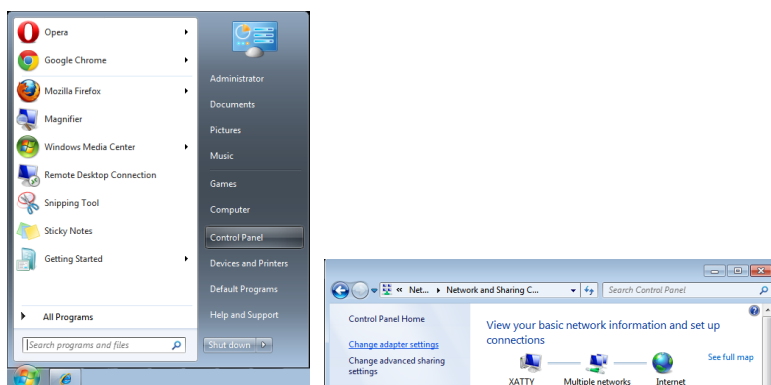 Opera
Google Chrome
Mozilla Firefox
Magnifier
Windows Media Center
Remote Desktop Connection
Snipping Tool
Sticky Notes
Getting Started
All Programs
Search programs and files
Administrator
Documents
Pictures
Music
Games
Computer
Control Panel
Devices and Printers
Default Programs
Help and Support
Shut down
« Net... ▸ Network and Sharing C...
Search Control Panel
Control Panel Home
Change adapter settings
Change advanced sharing
settings
View your basic network information and set up
connections
See full map
XATTY Multiple networks Internet